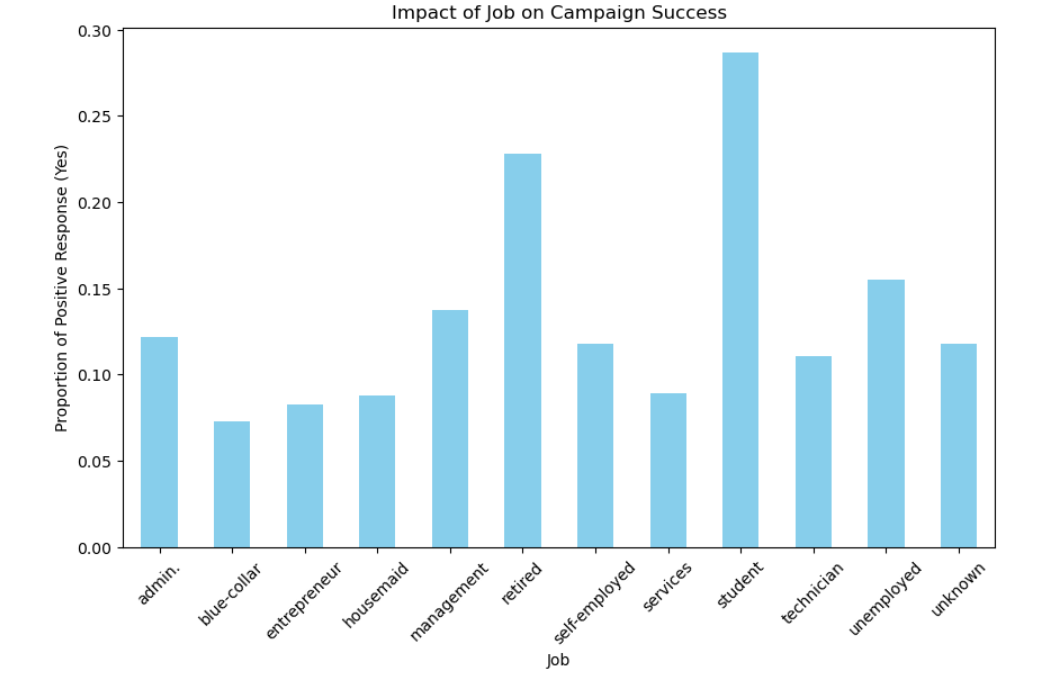 Impact of Job on Campaign Success
Proportion of Positive Response (Yes)
0.30
0.25
0.20
0.15
0.10
0.05
0.00
admin.
blue-collar
entrepreneur
housemaid
management
retired
self-employed
services
student
technician
unemployed
unknown
Job